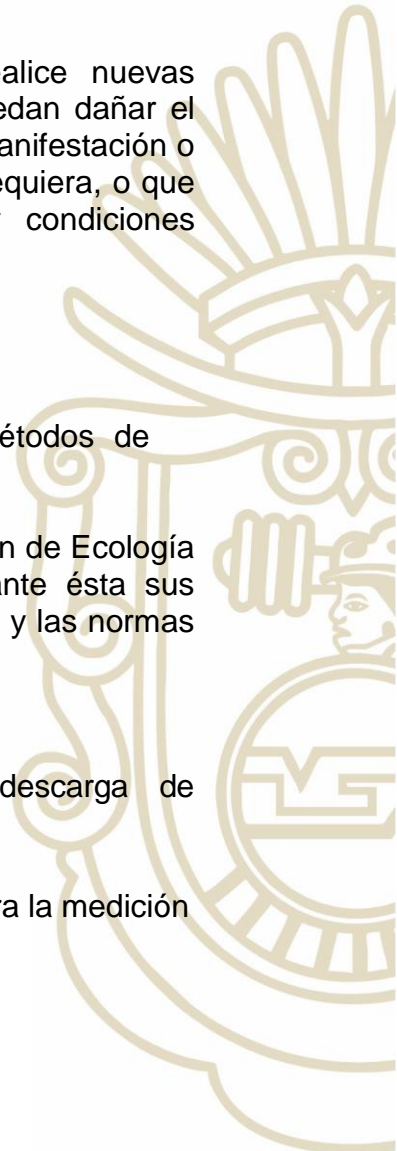 alice nuevas
edan dañar el
anifestación o
equiera, o que
condiciones
étodos de
n de Ecología
ante ésta sus
y las normas
descarga de
ra la medición